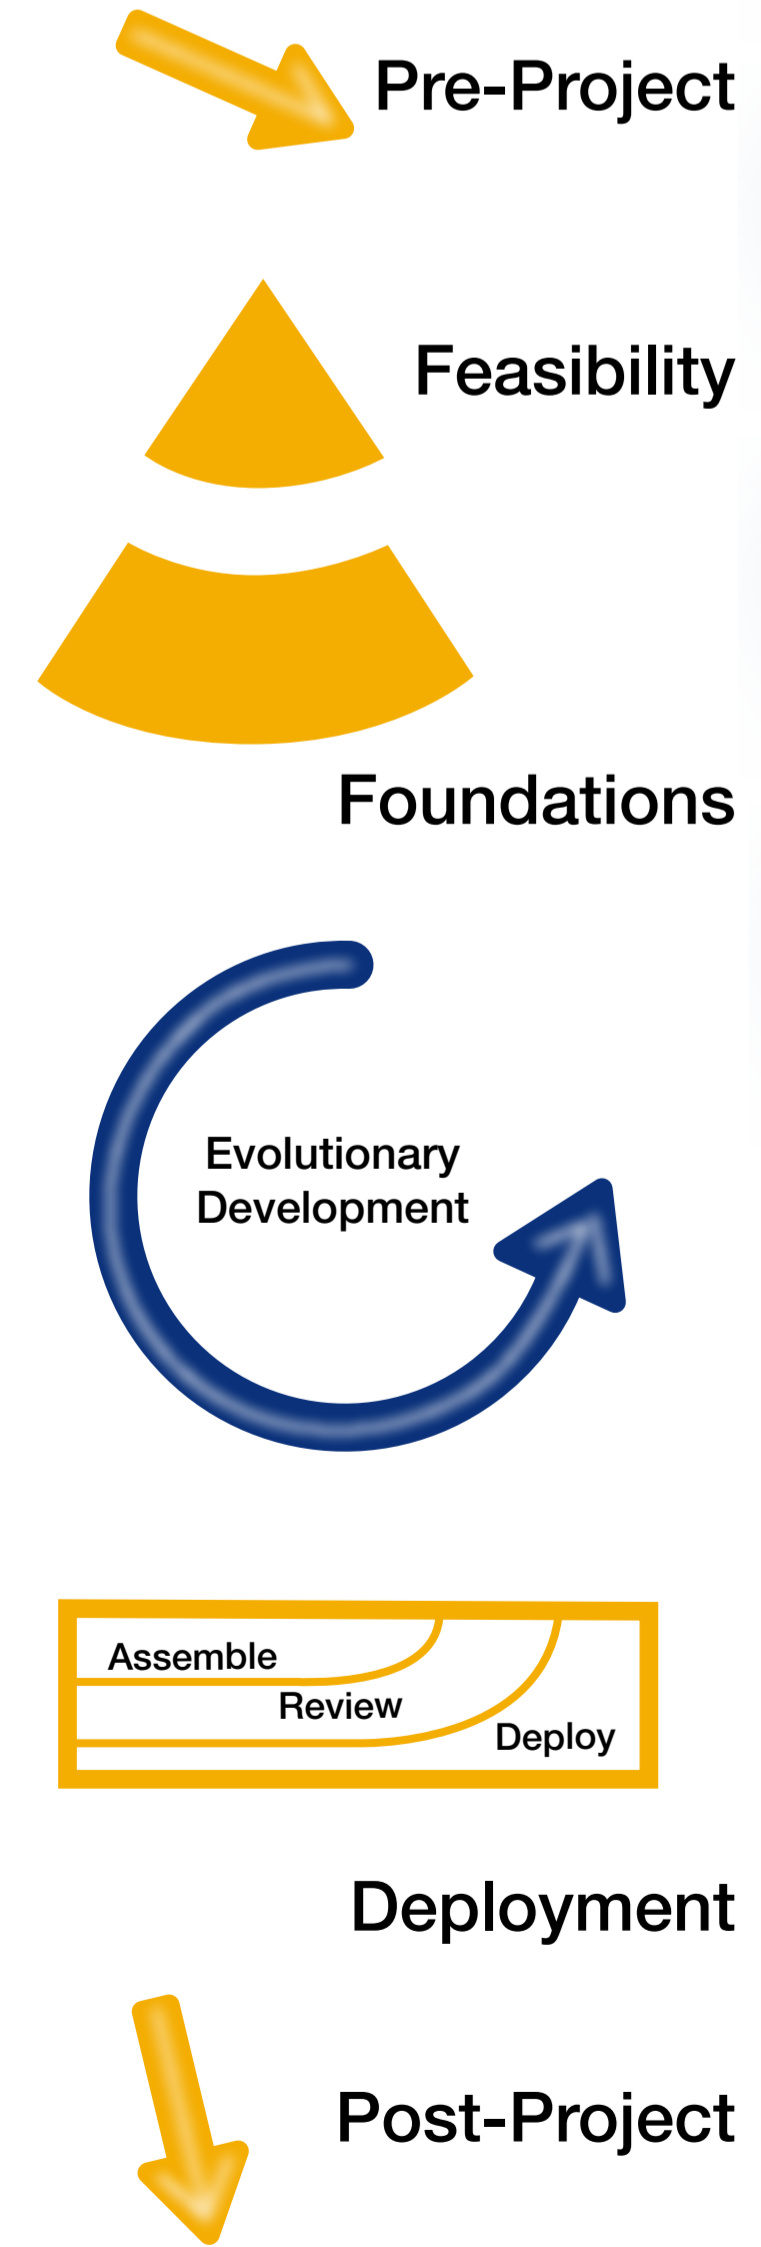 Pre-Project
Feasibility
Foundations
Evolutionary
Development
Assemble
Review
Deploy
Deployment
Post-Project